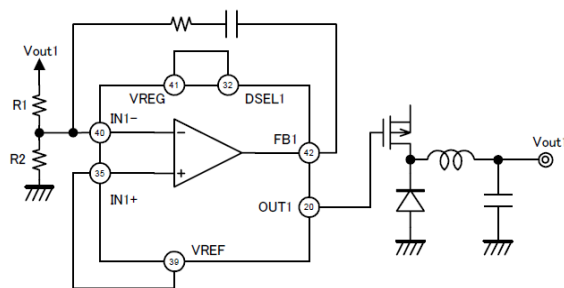 Vout1
R1
R2
VREG
41
32
DSEL1
40
IN1-
FB1
42
35
IN1+
OUT1
20
VREF
39
Vout1